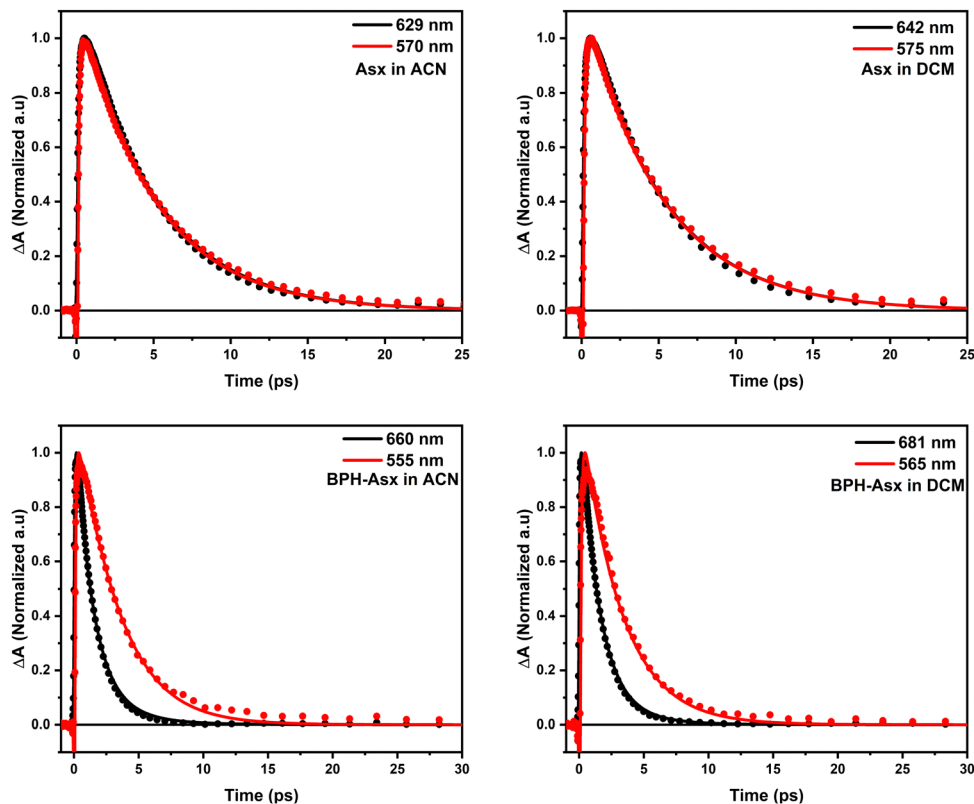 629 nm
570 nm
Asx in ACN
1.0
0.8
0.6
0.4
0.2
0.0
ΔA (Normalized a.u)
0 5 10 15 20 25
Time (ps)
642 nm
575 nm
Asx in DCM
1.0
0.8
0.6
0.4
0.2
0.0
ΔA (Normalized a.u)
0 5 10 15 20 25
Time (ps)
660 nm
555 nm
BPH-Asx in ACN
1.0
0.8
0.6
0.4
0.2
0.0
ΔA (Normalized a.u)
0 5 10 15 20 25 30
Time (ps)
681 nm
565 nm
BPH-Asx in DCM
1.0
0.8
0.6
0.4
0.2
0.0
ΔA (Normalized a.u)
0 5 10 15 20 25 30
Time (ps)